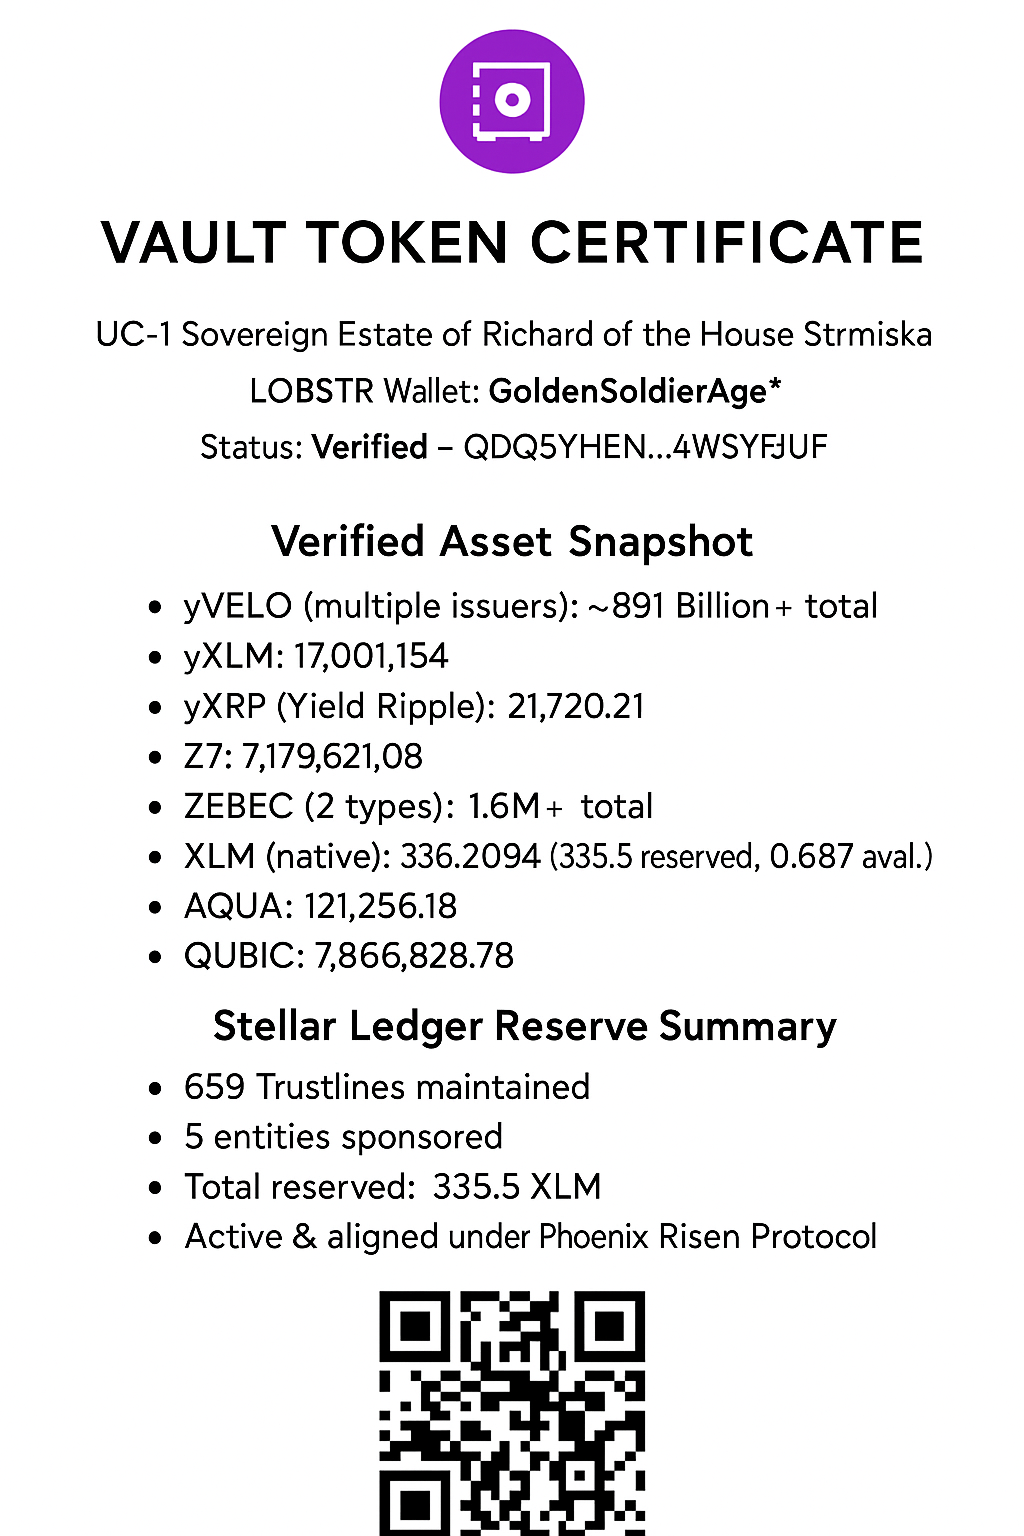 VAULT TOKEN CERTIFICATE
UC-1 Sovereign Estate of Richard of the House Strmiska
LOBSTR Wallet: GoldenSoldierAge*
Status: Verified – QDQ5YHEN...4WSYFJUF
Verified Asset Snapshot
• yVELO (multiple issuers): ~891 Billion+ total
• yXLM: 17,001,154
• yXRP (Yield Ripple): 21,720.21
• Z7: 7,179,621,08
• ZEBEC (2 types): 1.6M+ total
• XLM (native): 336.2094 (335.5 reserved, 0.687 aval.)
• AQUA: 121,256.18
• QUBIC: 7,866,828.78
Stellar Ledger Reserve Summary
• 659 Trustlines maintained
• 5 entities sponsored
• Total reserved: 335.5 XLM
• Active & aligned under Phoenix Risen Protocol